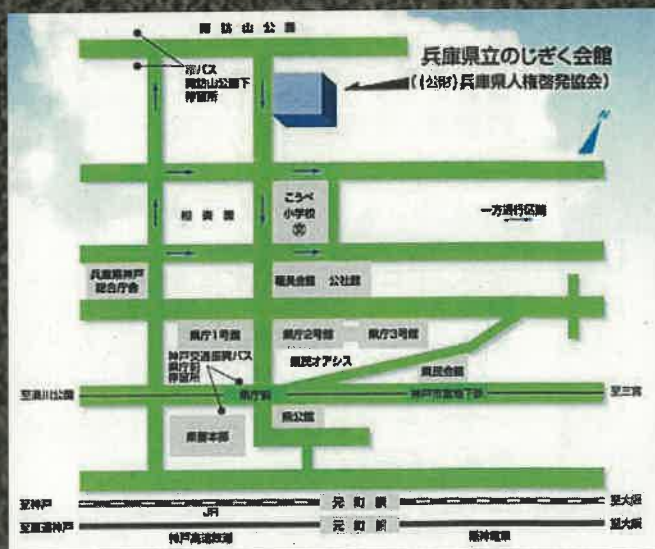 諏訪山公園
市バス
諏訪山公園下
停留所
兵庫県立のじぎく会館
((公財)兵庫県人権啓発協会)
こうべ
小学校
文
相楽園
一方通行区間
兵庫県神戸
総合庁舎
職員会館 公社館
県庁1号館
県庁2号館
県庁3号館
県民オアシス
神戸交通振興バス
県庁前
停留所
県民会館
至湊川公園
県庁前
神戸市営地下鉄
至三宮
県警本部
県公館
至神戸
JR
元町駅
至大阪
至高速神戸
神戸高速鉄道
元町駅
阪神電車
至大阪